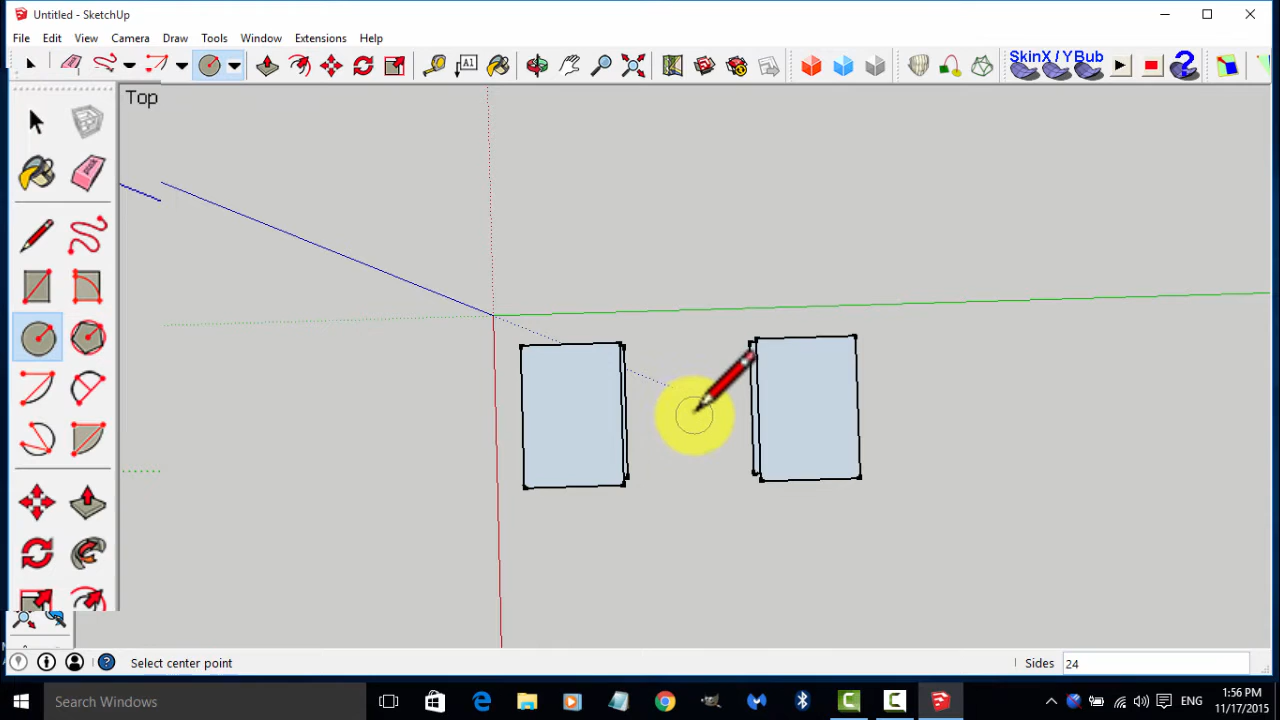 Untitled - SketchUp
File Edit View Camera Draw Tools Window Extensions Help
A1
SkinX / YBub
?
Top
Select center point
Sides 24
Search Windows
ENG
1:56 PM
11/17/2015